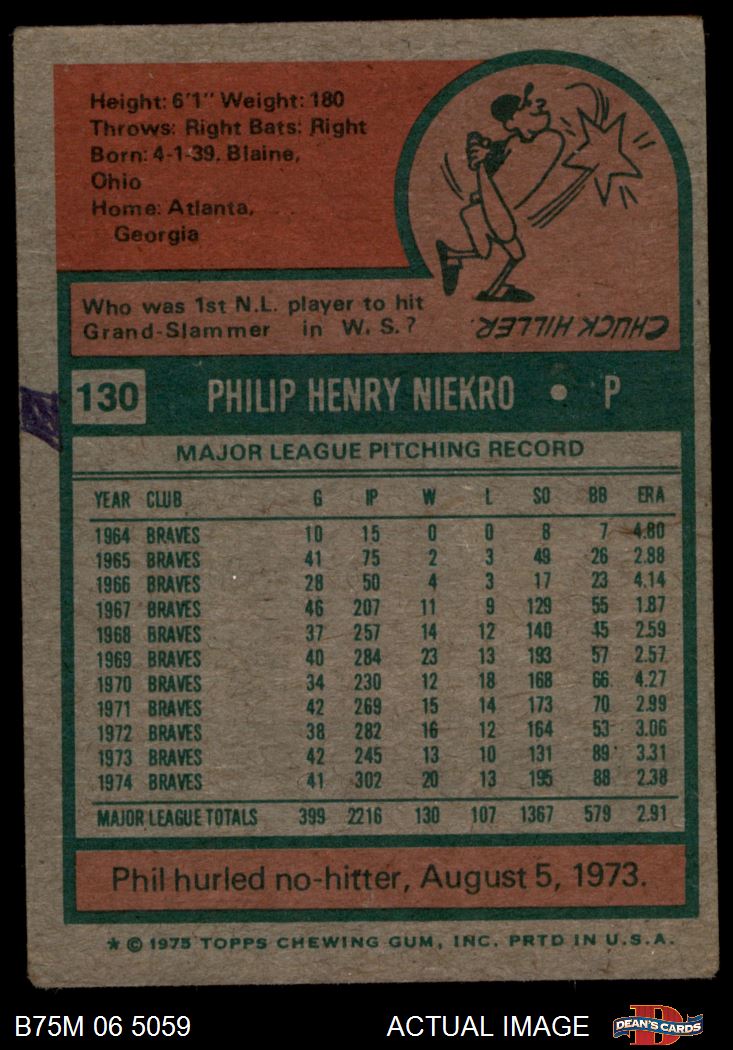 Height: 6'1" Weight: 180
Throws: Right Bats: Right
Born: 4-1-39. Blaine,
Ohio
Home: Atlanta,
Georgia
Who was 1st N.L. player to hit
Grand-Slammer in W. S.?
CHUCK HILLER.
130 PHILIP HENRY NIEKRO • P
MAJOR LEAGUE PITCHING RECORD
YEAR CLUB G IP W L SO BB ERA
1964 BRAVES 10 15 0 0 8 7 4.80
1965 BRAVES 41 75 2 3 49 26 2.88
1966 BRAVES 28 50 4 3 17 23 4.14
1967 BRAVES 46 207 11 9 129 55 1.87
1968 BRAVES 37 257 14 12 140 45 2.59
1969 BRAVES 40 284 23 13 193 57 2.57
1970 BRAVES 34 230 12 18 168 66 4.27
1971 BRAVES 42 269 15 14 173 70 2.99
1972 BRAVES 38 282 16 12 164 53 3.06
1973 BRAVES 42 245 13 10 131 89 3.31
1974 BRAVES 41 302 20 13 195 88 2.38
MAJOR LEAGUE TOTALS 399 2216 130 107 1367 579 2.91
Phil hurled no-hitter, August 5, 1973.
* © 1975 TOPPS CHEWING GUM, INC. PRTD IN U.S.A.
B75M 06 5059 ACTUAL IMAGE DEAN'S CARDS